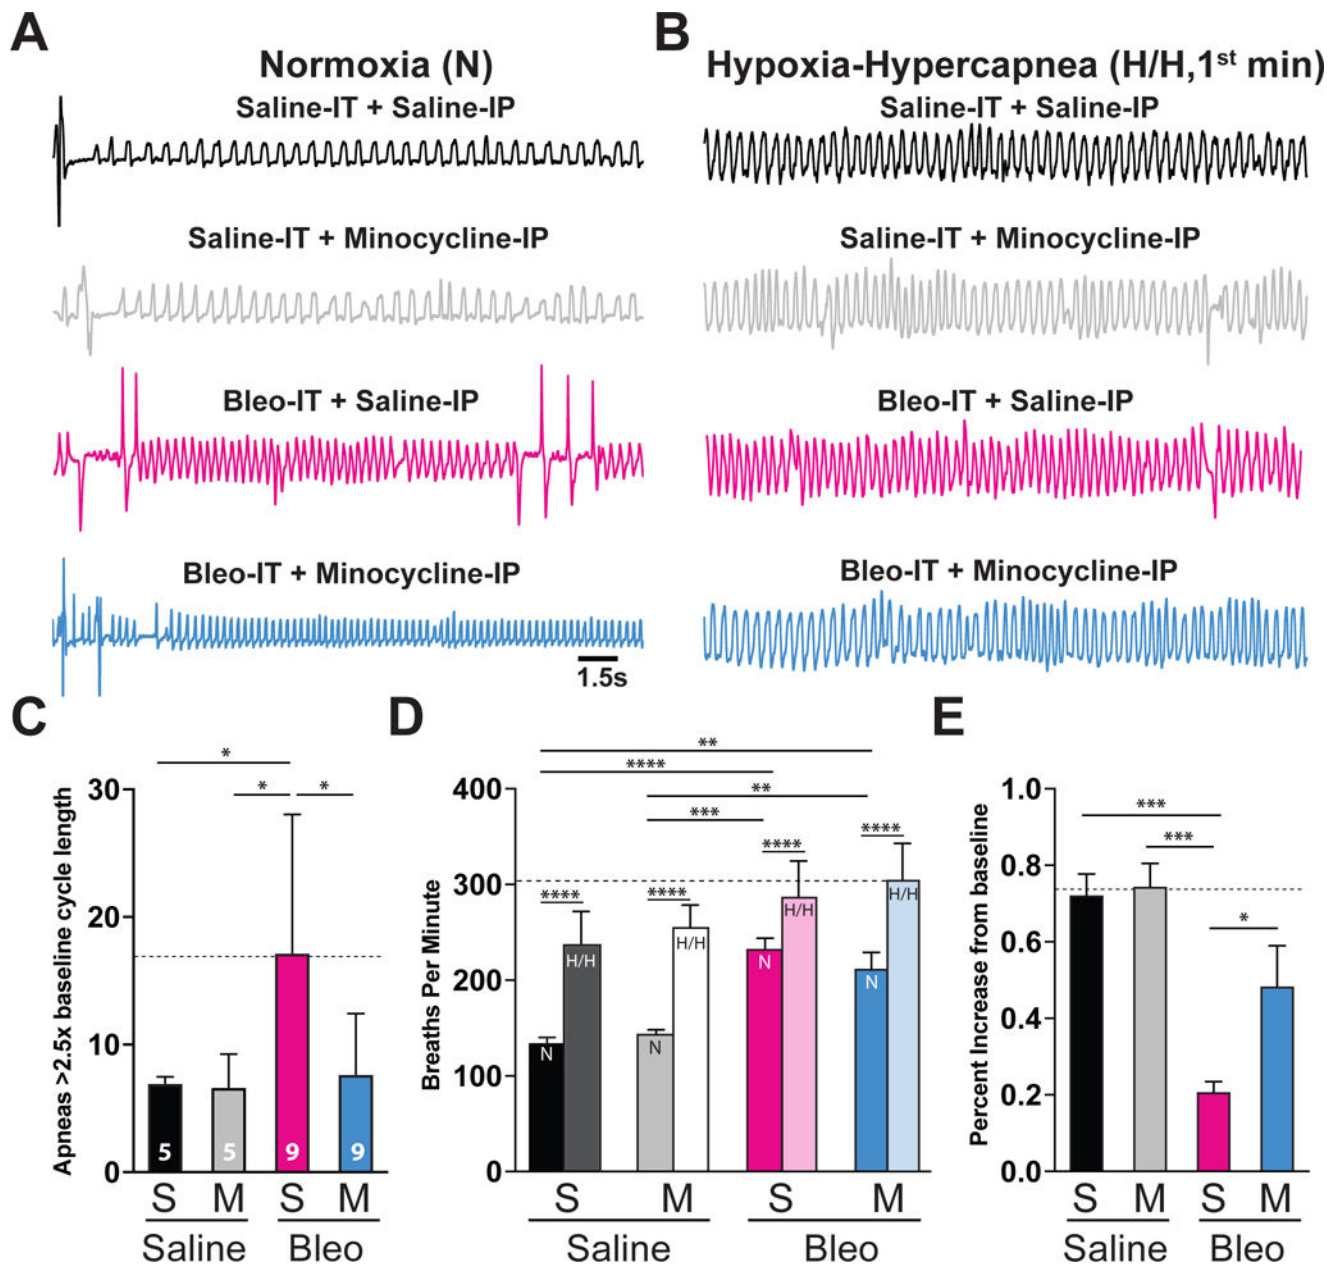 A
Normoxia (N)
Saline-IT + Saline-IP
Saline-IT + Minocycline-IP
Bleo-IT + Saline-IP
Bleo-IT + Minocycline-IP
1.5s
B
Hypoxia-Hypercapnea (H/H,1st min)
Saline-IT + Saline-IP
Saline-IT + Minocycline-IP
Bleo-IT + Saline-IP
Bleo-IT + Minocycline-IP
C
Apneas >2.5x baseline cycle length
30
20
10
0
*
*
*
5
5
9
9
S M S M
Saline Bleo
D
Breaths Per Minute
400
300
200
100
0
**
****
**
***
****
****
****
****
N H/H N H/H N H/H N H/H
S M S M
Saline Bleo
E
Percent Increase from baseline
1.0
0.8
0.6
0.4
0.2
0.0
***
***
*
S M S M
Saline Bleo